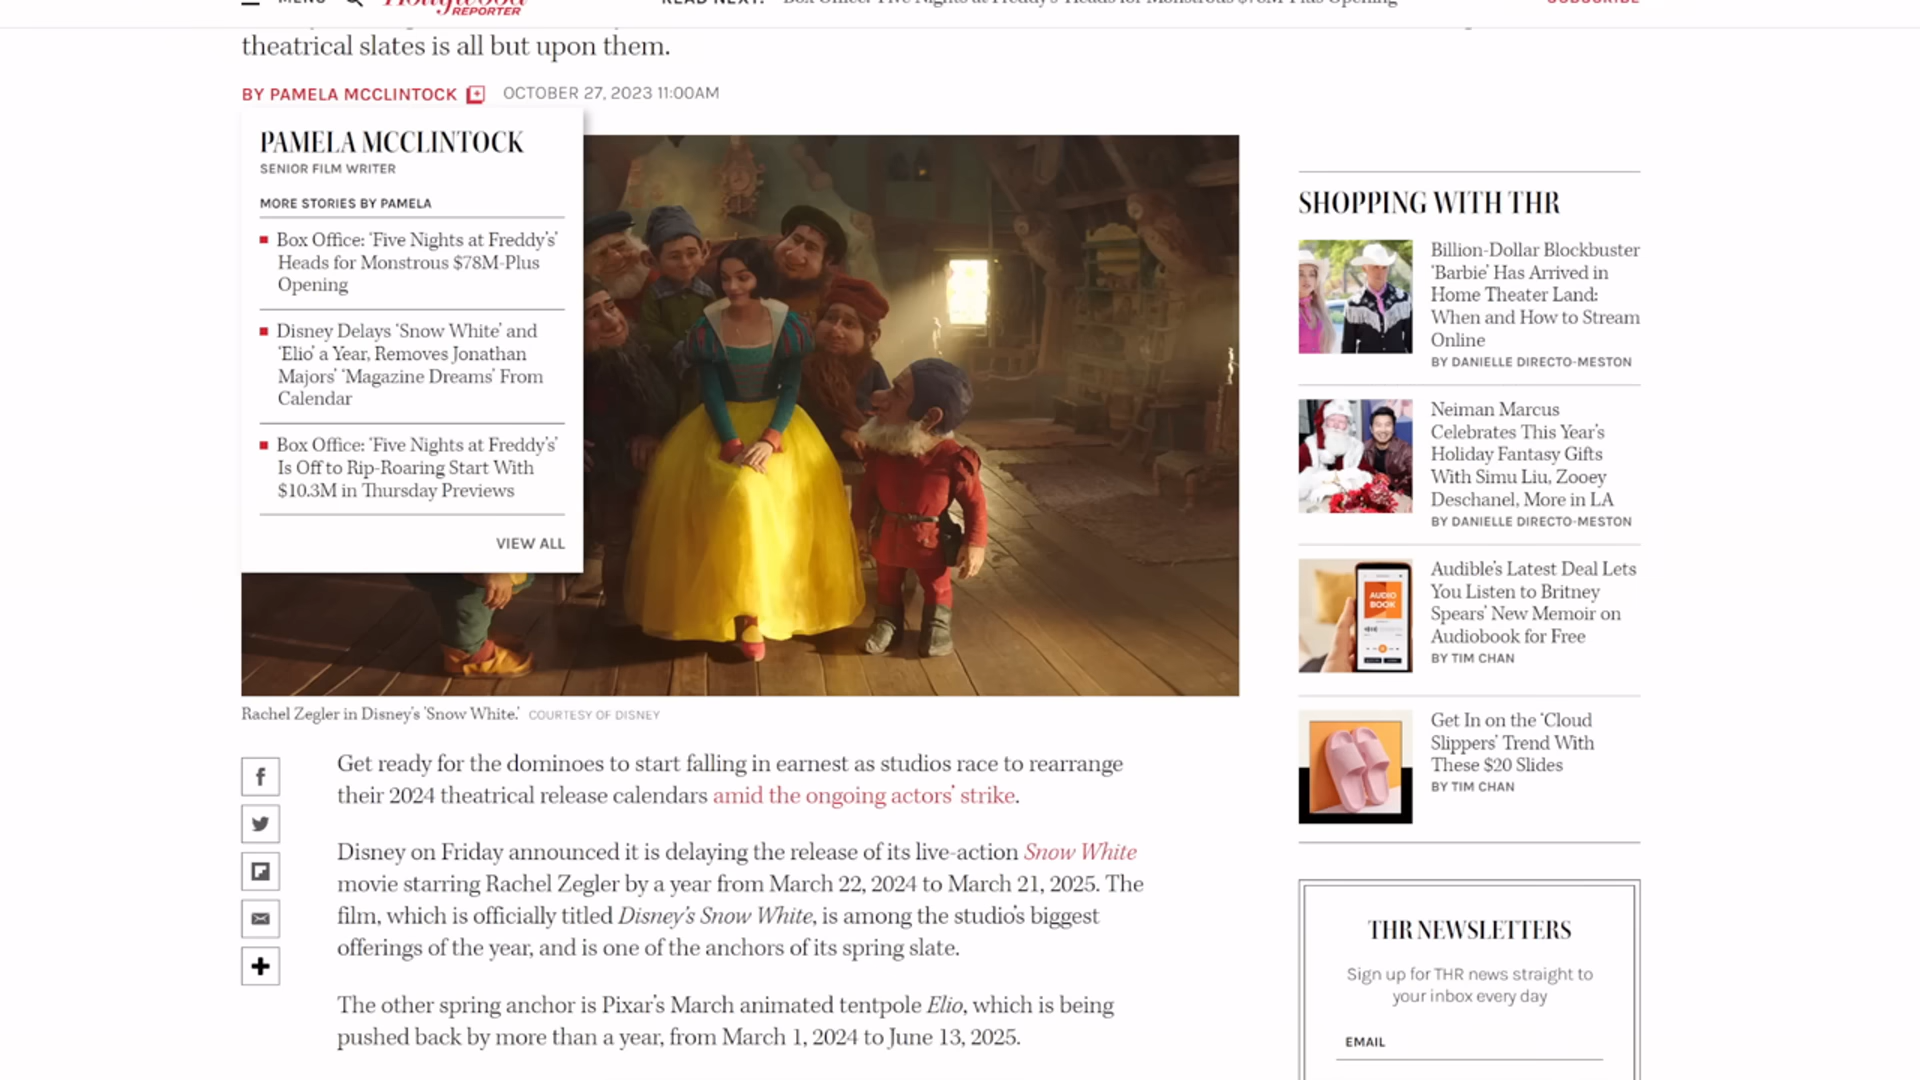 MENU
Hollywood
REPORTER
READ NEXT: Box Office: 'Five Nights at Freddy's' Heads for Monstrous $78M-Plus Opening
SUBSCRIBE
theatrical slates is all but upon them.
BY PAMELA MCCLINTOCK OCTOBER 27, 2023 11:00AM
PAMELA MCCLINTOCK
SENIOR FILM WRITER
MORE STORIES BY PAMELA
Box Office: 'Five Nights at Freddy's'
Heads for Monstrous $78M-Plus
Opening
Disney Delays 'Snow White' and
'Elio' a Year, Removes Jonathan
Majors' 'Magazine Dreams' From
Calendar
Box Office: 'Five Nights at Freddy's'
Is Off to Rip-Roaring Start With
$10.3M in Thursday Previews
VIEW ALL
Rachel Zegler in Disney's 'Snow White.' COURTESY OF DISNEY
Get ready for the dominoes to start falling in earnest as studios race to rearrange
their 2024 theatrical release calendars amid the ongoing actors' strike.
Disney on Friday announced it is delaying the release of its live-action Snow White
movie starring Rachel Zegler by a year from March 22, 2024 to March 21, 2025. The
film, which is officially titled Disney's Snow White, is among the studio's biggest
offerings of the year, and is one of the anchors of its spring slate.
The other spring anchor is Pixar's March animated tentpole Elio, which is being
pushed back by more than a year, from March 1, 2024 to June 13, 2025.
SHOPPING WITH THR
Billion-Dollar Blockbuster
'Barbie' Has Arrived in
Home Theater Land:
When and How to Stream
Online
BY DANIELLE DIRECTO-MESTON
Neiman Marcus
Celebrates This Year's
Holiday Fantasy Gifts
With Simu Liu, Zooey
Deschanel, More in LA
BY DANIELLE DIRECTO-MESTON
AUDIO
BOOK
Audible's Latest Deal Lets
You Listen to Britney
Spears' New Memoir on
Audiobook for Free
BY TIM CHAN
Get In on the 'Cloud
Slippers' Trend With
These $20 Slides
BY TIM CHAN
THR NEWSLETTERS
Sign up for THR news straight to
your inbox every day
EMAIL